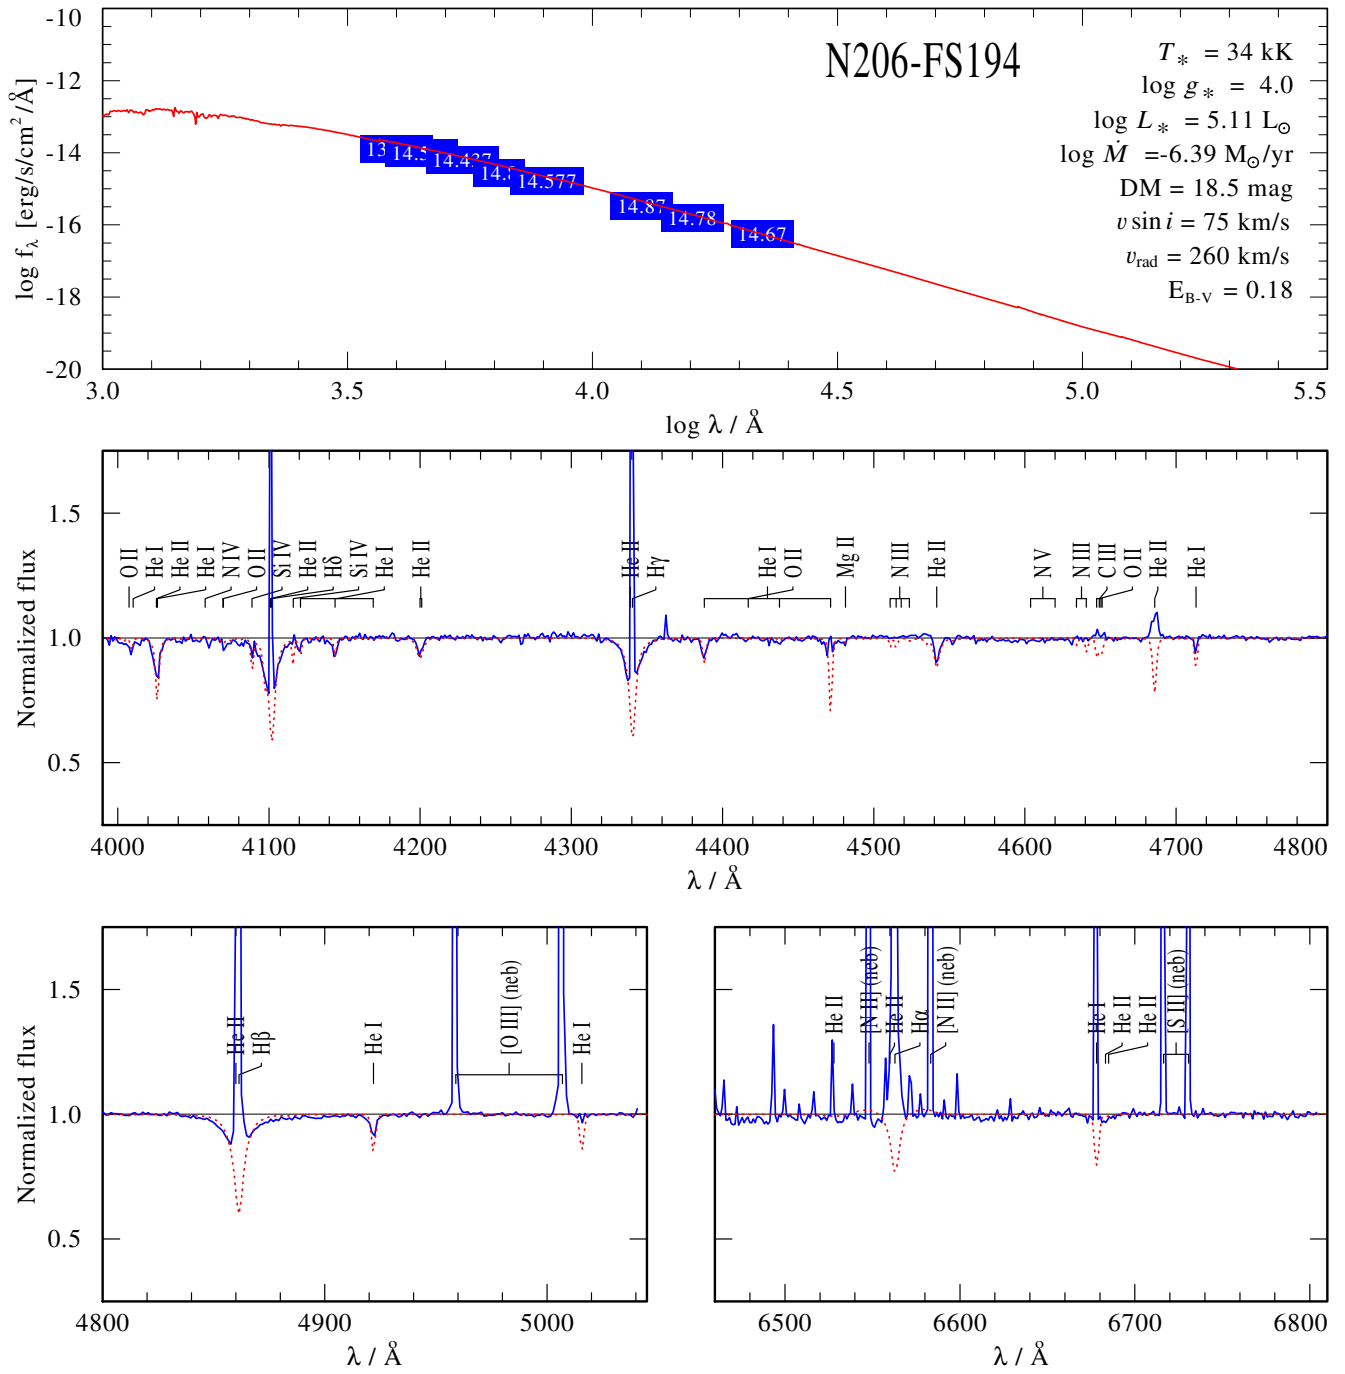 N206-FS194
T* = 34 kK
log g* = 4.0
log L* = 5.11 L⊙
log Ṁ =-6.39 M⊙/yr
DM = 18.5 mag
v sin i = 75 km/s
v_rad = 260 km/s
E_B-V = 0.18
log f_λ [erg/s/cm²/Å]
-10
-12
-14
-16
-18
-20
14.437
14.577
14.87
14.78
14.67
3.0 3.5 4.0 4.5 5.0 5.5
log λ / Å
Normalized flux
1.5
1.0
0.5
O II He I He II He I N IV O II Si IV He II Hδ Si IV He I He II He II Hγ He I O II Mg II N III He II N V N III C III O II He II He I
4000 4100 4200 4300 4400 4500 4600 4700 4800
λ / Å
Normalized flux
1.5
1.0
0.5
He II Hβ He I [O III] (neb) He I
4800 4900 5000
λ / Å
He II [N II] (neb) He II Hα [N II] (neb) He I He II He II [S II] (neb)
6500 6600 6700 6800
λ / Å